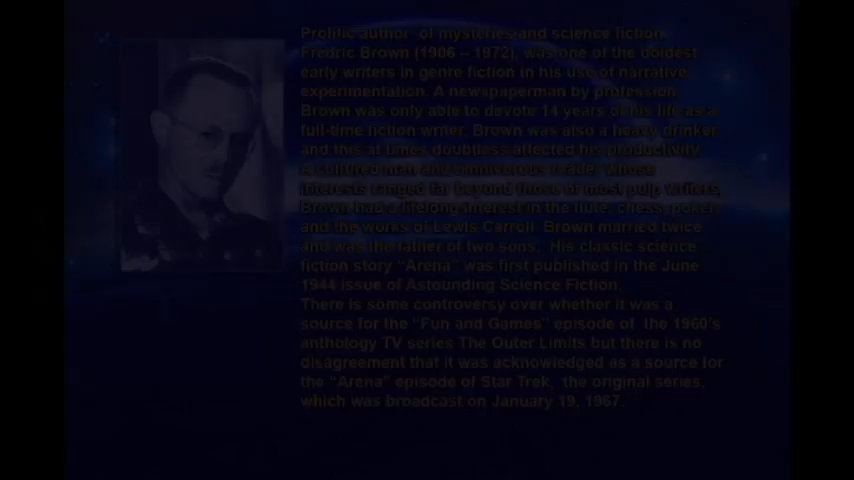 Prolific author of mysteries and science fiction
Fredric Brown (1906 – 1972), was one of the boldest
early writers in genre fiction in his use of narrative
experimentation. A newspaperman by profession
Brown was only able to devote 14 years of his life as a
full-time fiction writer. Brown was also a heavy drinker,
and this at times doubtless affected his productivity.
A cultured man and omnivorous reader whose
interests ranged far beyond those of most pulp writers,
Brown had a lifelong interest in the flute, chess, poker,
and the works of Lewis Carroll. Brown married twice
and was the father of two sons. His classic science
fiction story “Arena” was first published in the June
1944 issue of Astounding Science Fiction.
There is some controversy over whether it was a
source for the “Fun and Games” episode of the 1960's
anthology TV series The Outer Limits but there is no
disagreement that it was acknowledged as a source for
the “Arena” episode of Star Trek, the original series,
which was broadcast on January 19, 1967.